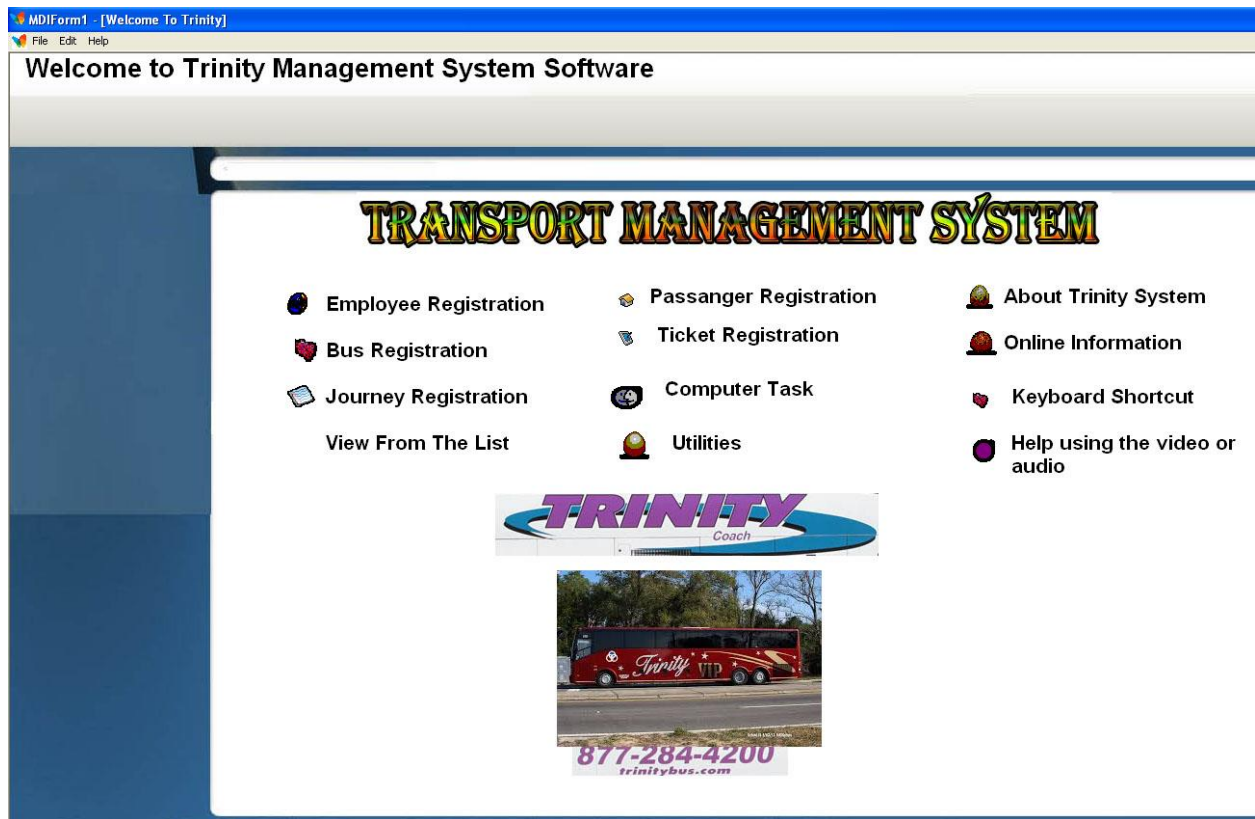 MDIForm1 - [Welcome To Trinity]
File Edit Help
Welcome to Trinity Management System Software
TRANSPORT MANAGEMENT SYSTEM
Employee Registration
Bus Registration
Journey Registration
View From The List
Passanger Registration
Ticket Registration
Computer Task
Utilities
About Trinity System
Online Information
Keyboard Shortcut
Help using the video or
audio
TRINITY
Coach
Trinity VIP
877-284-4200
trinitybus.com